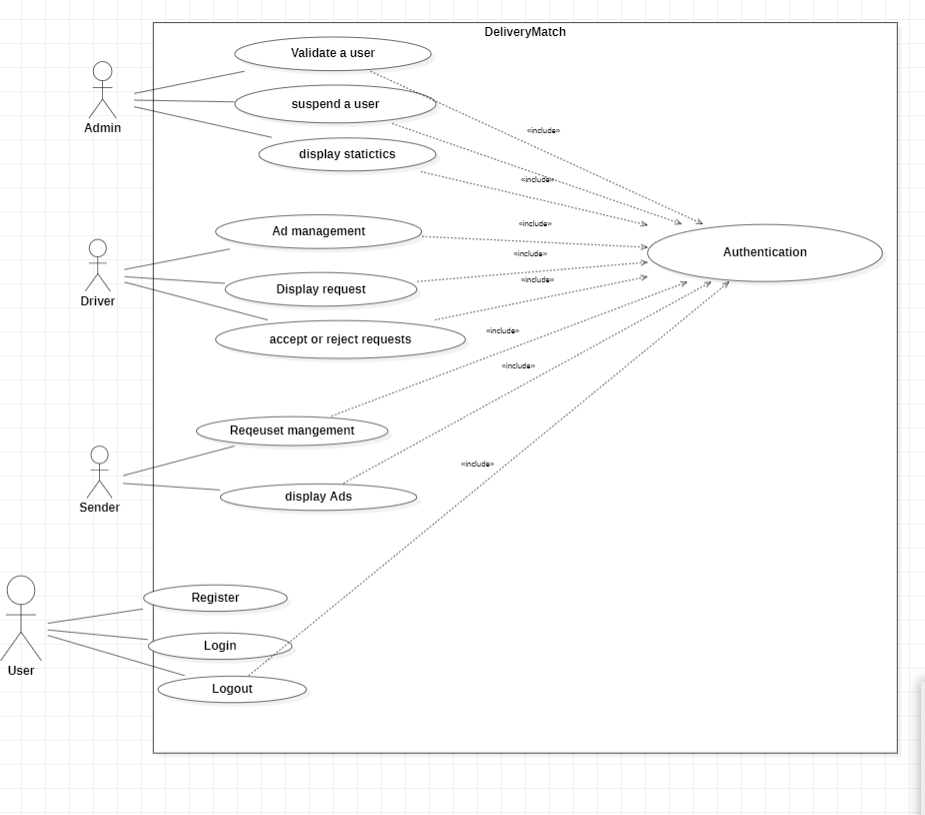 DeliveryMatch
Validate a user
Admin
suspend a user
«include»
display statictics
«include»
Ad management
«include»
Authentication
«include»
Driver
Display request
«include»
accept or reject requests
«include»
«include»
Reqeuset mangement
«include»
Sender
display Ads
Register
Login
User
Logout